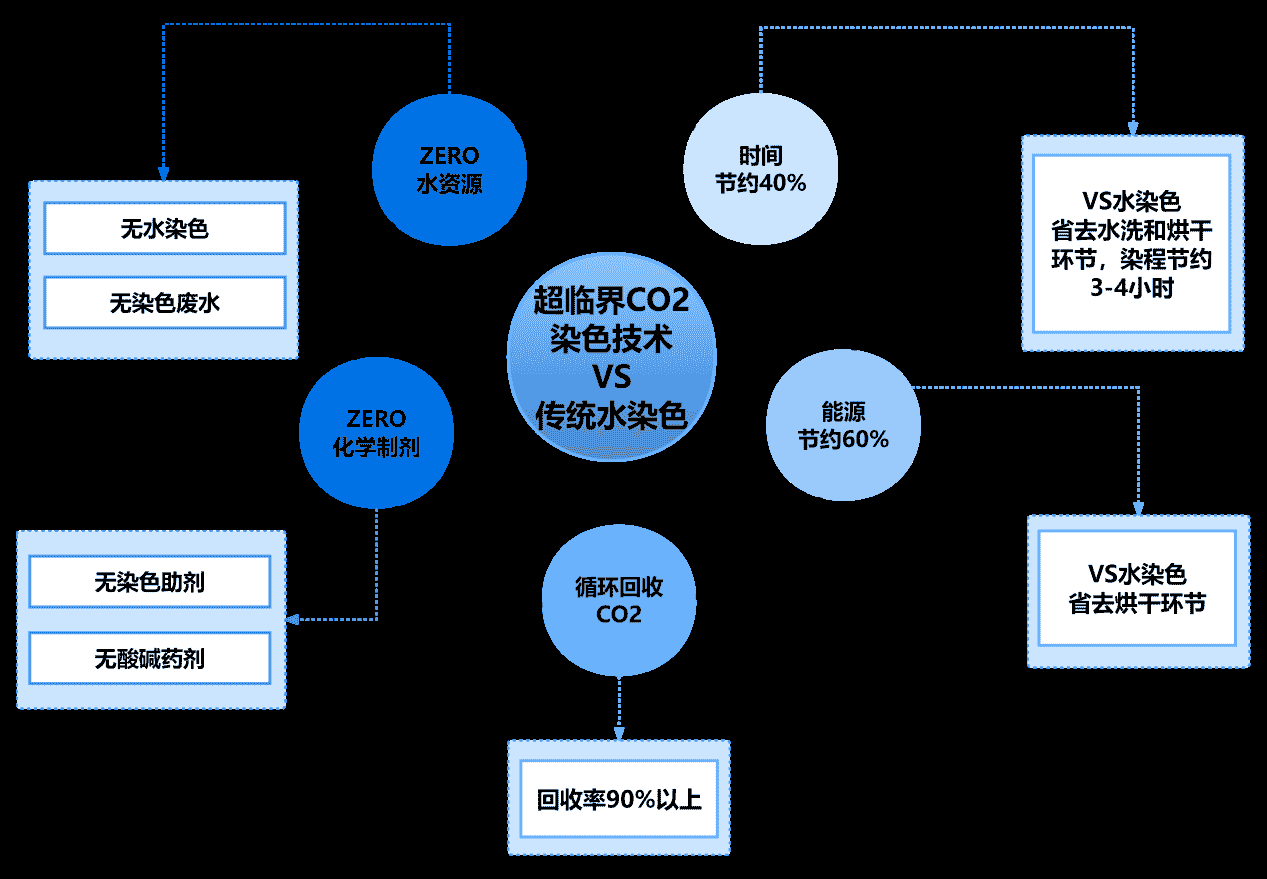 ZERO
水资源
无水染色
无染色废水
时间
节约40%
VS水染色
省去水洗和烘干
环节，染程节约
3-4小时
超临界CO2
染色技术
VS
传统水染色
ZERO
化学制剂
无染色助剂
无酸碱药剂
能源
节约60%
VS水染色
省去烘干环节
循环回收
CO2
回收率90%以上